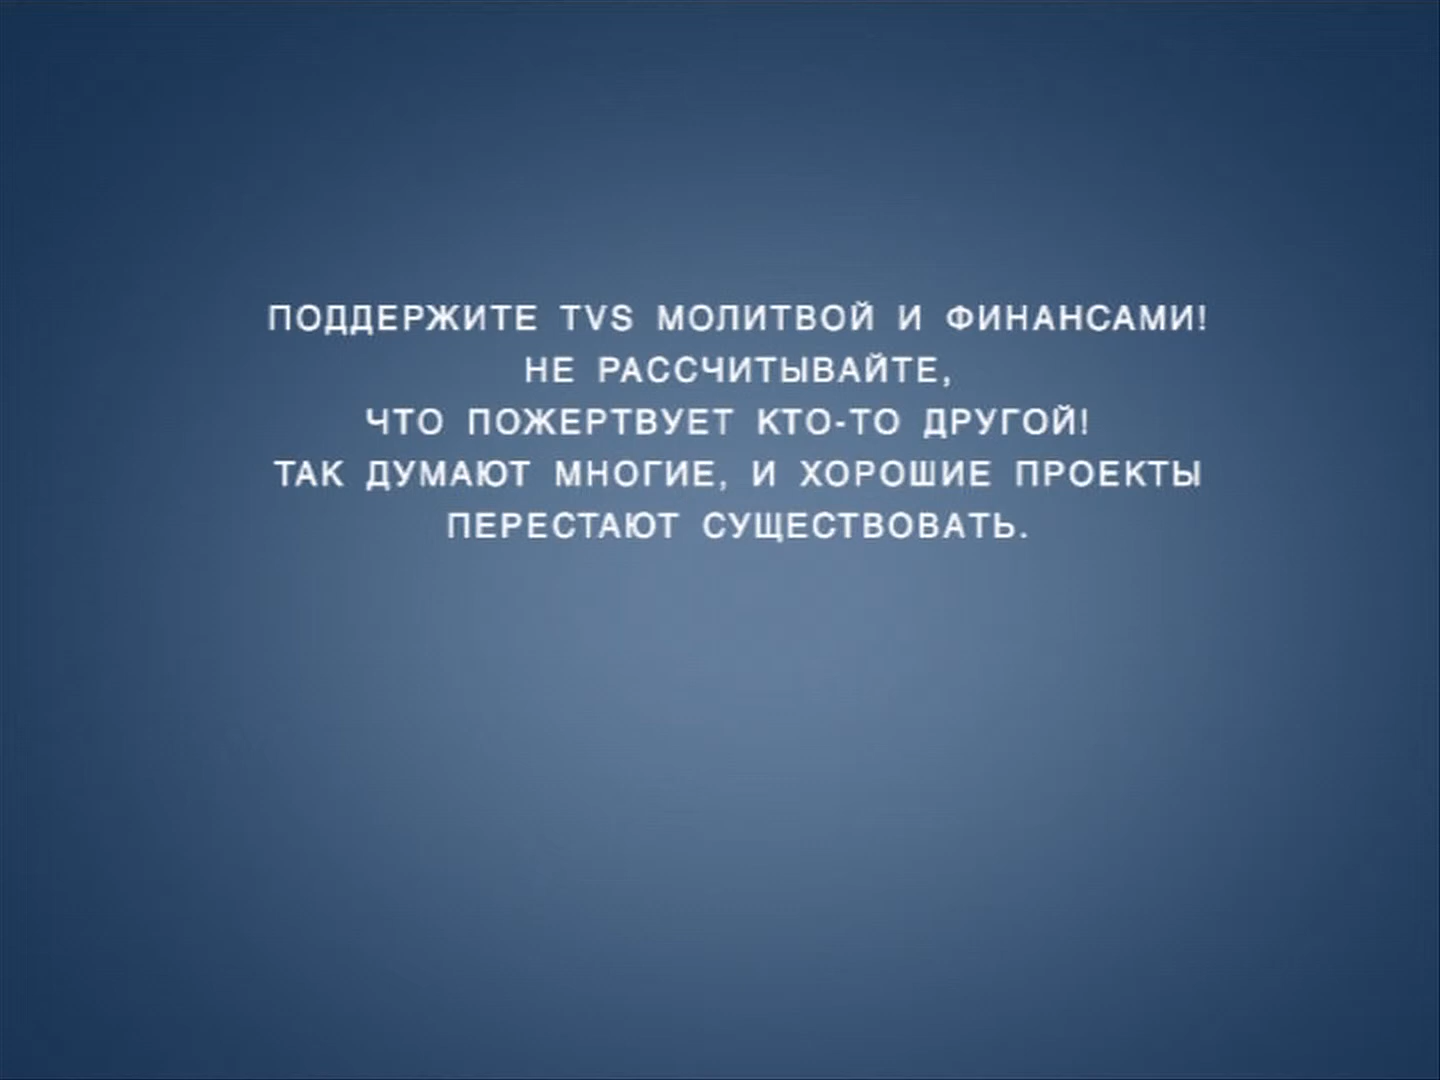 ПОДДЕРЖИТЕ TVS МОЛИТВОЙ И ФИНАНСАМИ!
НЕ РАССЧИТЫВАЙТЕ,
ЧТО ПОЖЕРТВУЕТ КТО-ТО ДРУГОЙ!
ТАК ДУМАЮТ МНОГИЕ, И ХОРОШИЕ ПРОЕКТЫ
ПЕРЕСТАЮТ СУЩЕСТВОВАТЬ.